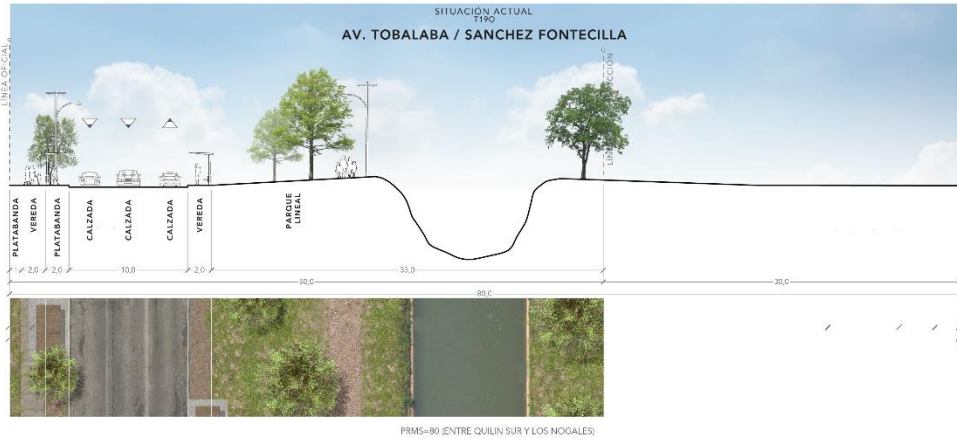 SITUACIÓN ACTUAL
T190
AV. TOBALABA / SANCHEZ FONTECILLA
LÍNEA OFICIAL
PLATABANDA
VEREDA
PLATABANDA
CALZADA
CALZADA
CALZADA
VEREDA
PARQUE
LINEAL
1 2,0 2,0 10,0 2,0 33,0
50,0 30,0
80,0
PRMS=80 (ENTRE QUILIN SUR Y LOS NOGALES)